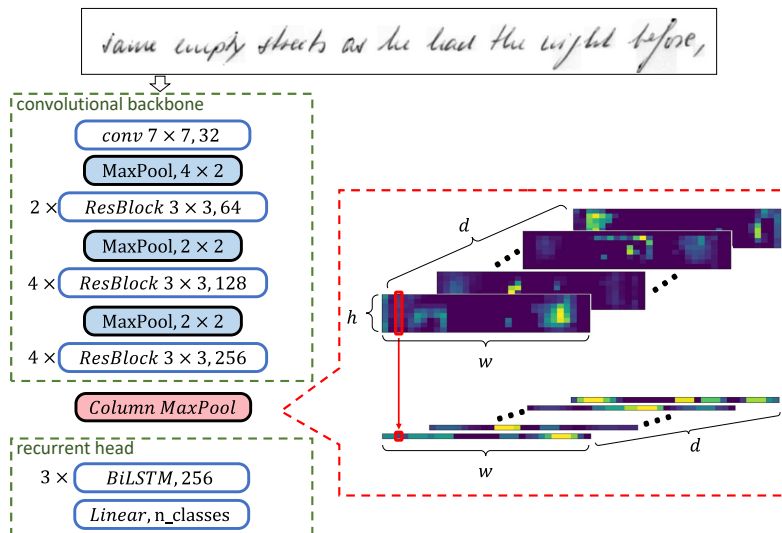 same empty streets as he had the night before,
convolutional backbone
conv 7 × 7, 32
MaxPool, 4 × 2
2 × ResBlock 3 × 3, 64
MaxPool, 2 × 2
4 × ResBlock 3 × 3, 128
MaxPool, 2 × 2
4 × ResBlock 3 × 3, 256
Column MaxPool
recurrent head
3 × BiLSTM, 256
Linear, n_classes
d
h
w
w
d